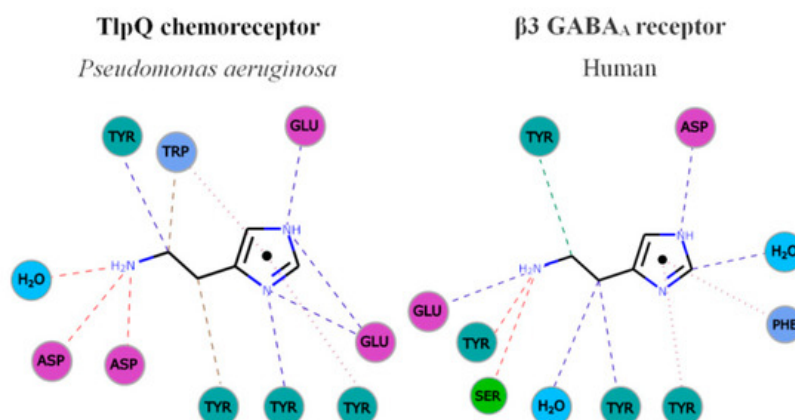 TlpQ chemoreceptor
Pseudomonas aeruginosa
β3 GABAA receptor
Human
TYR
TRP
GLU
NH
H₂N
N
H₂O
ASP
ASP
GLU
TYR
TYR
TYR
TYR
ASP
NH
H₂N
N
H₂O
GLU
TYR
PHE
SER
H₂O
TYR
TYR